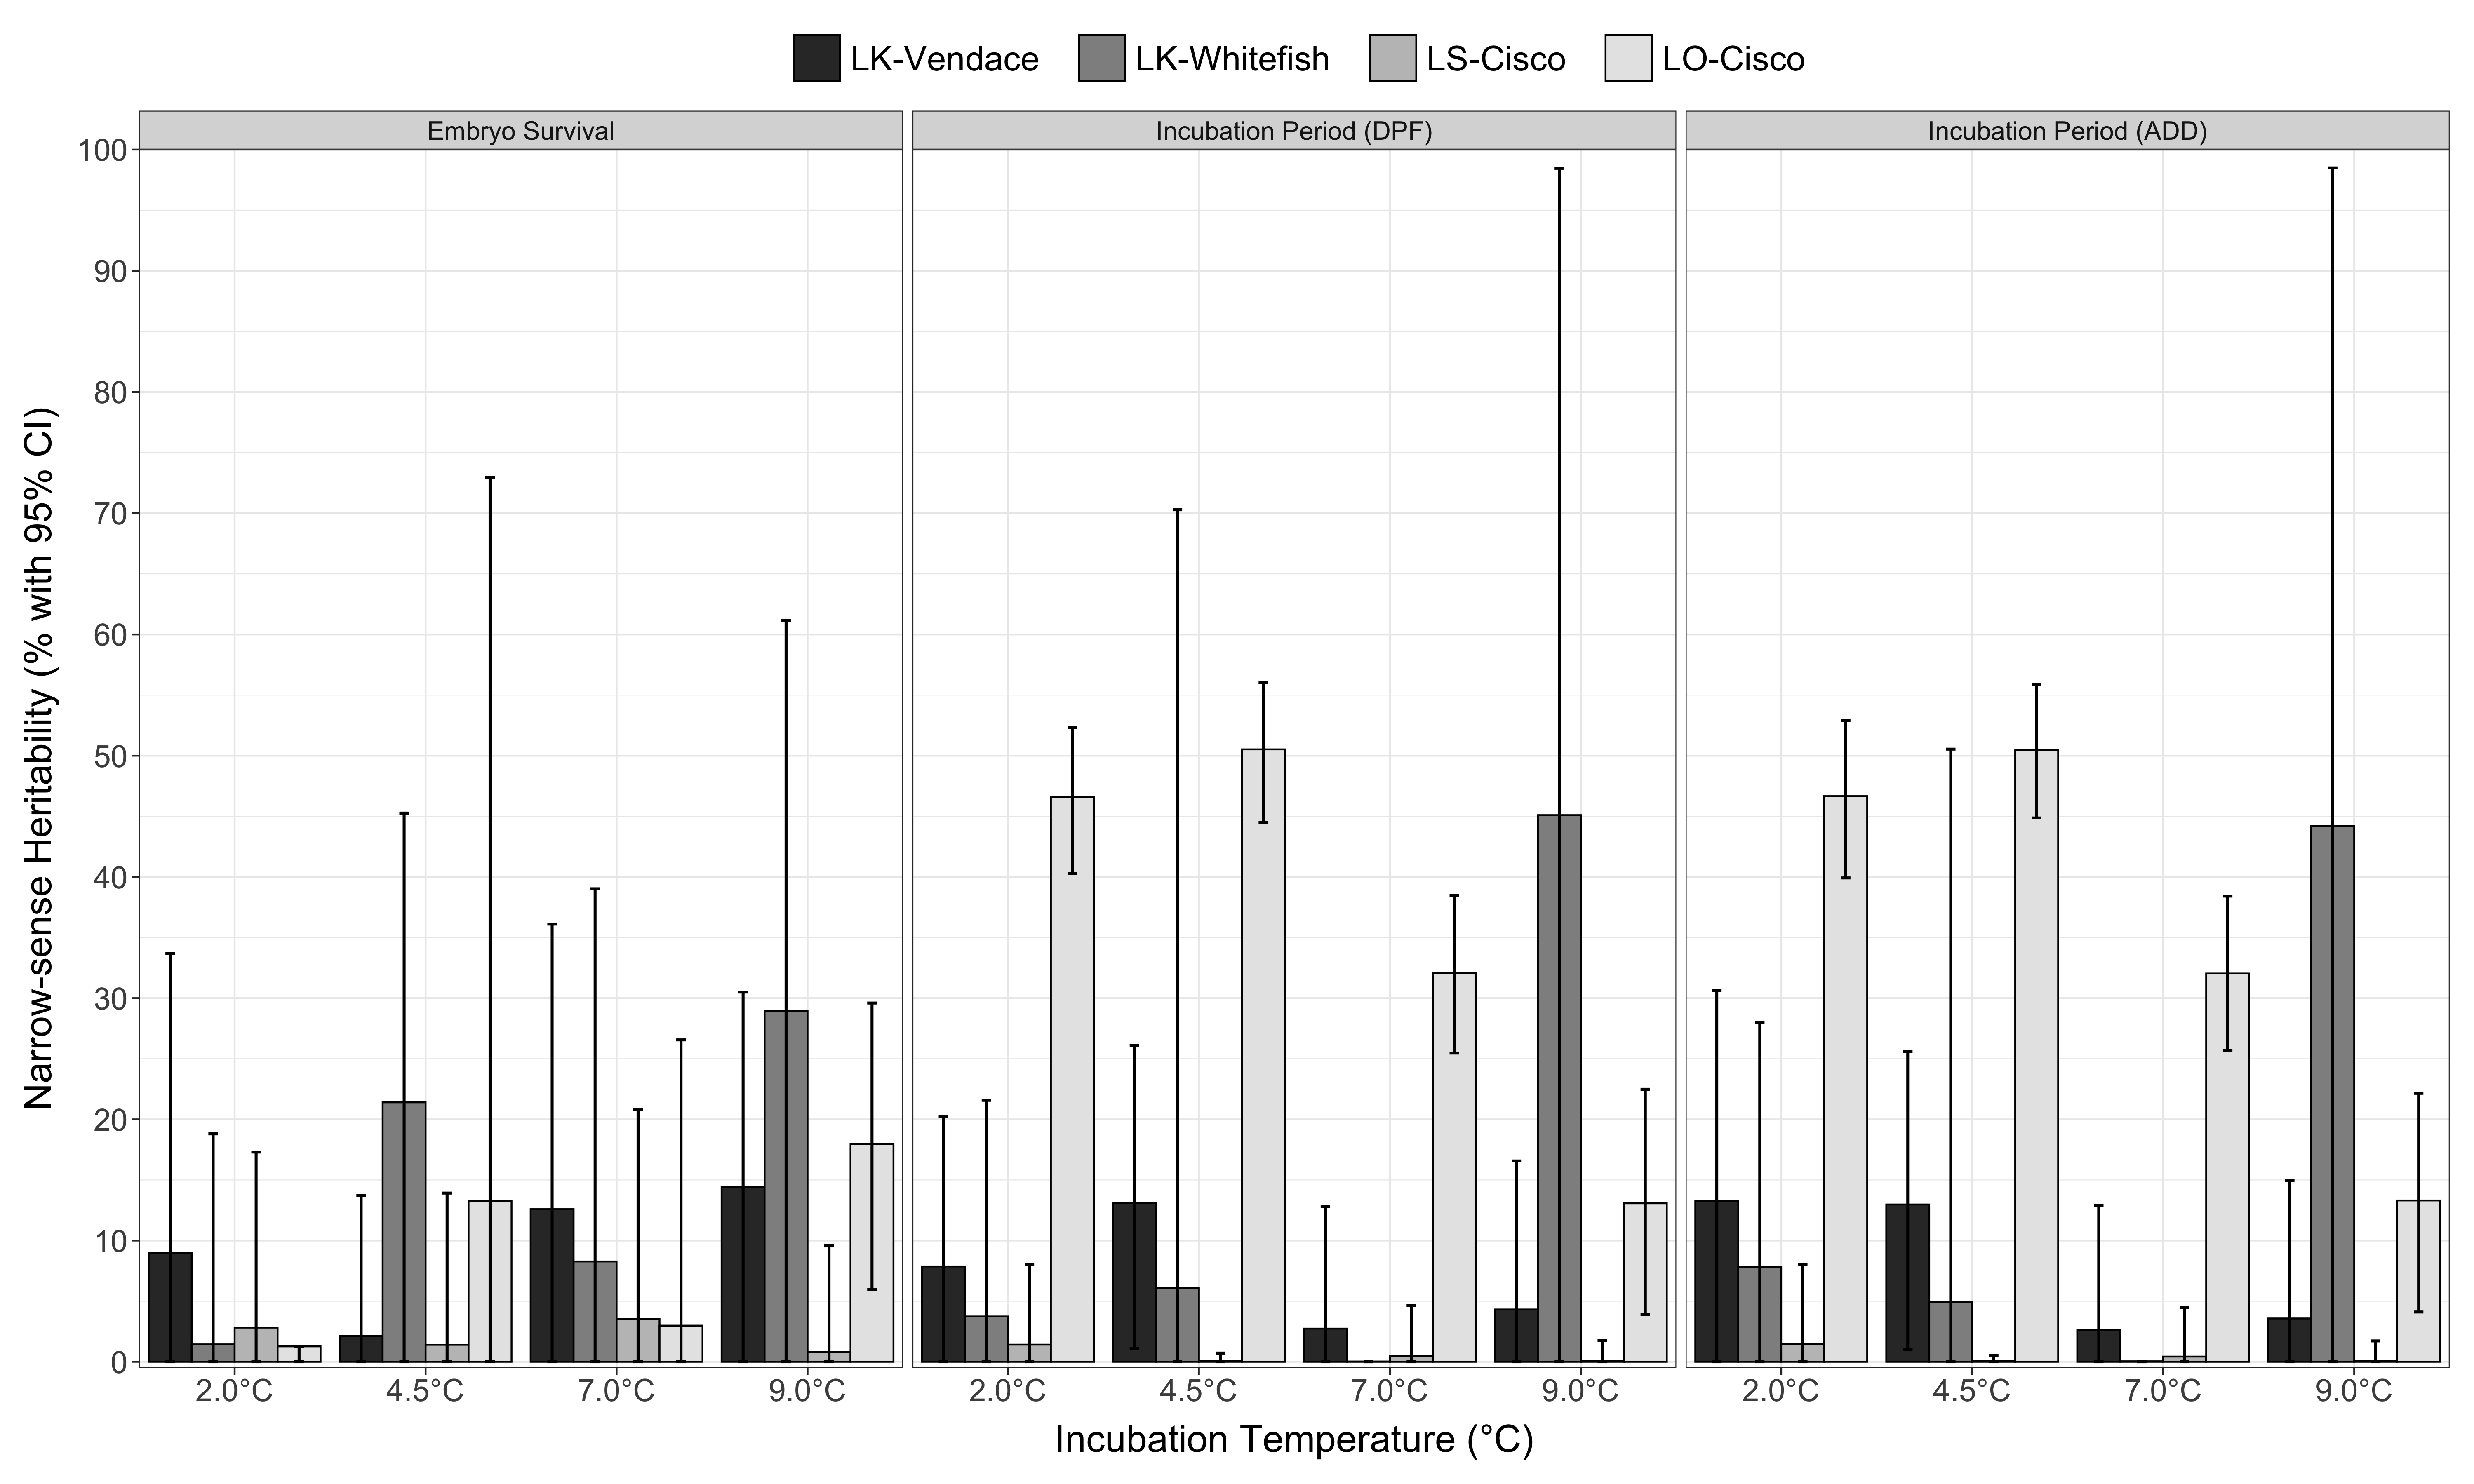 LK-Vendace LK-Whitefish LS-Cisco LO-Cisco
Embryo Survival Incubation Period (DPF) Incubation Period (ADD)
Narrow-sense Heritability (% with 95% CI)
100
90
80
70
60
50
40
30
20
10
0
2.0°C 4.5°C 7.0°C 9.0°C 2.0°C 4.5°C 7.0°C 9.0°C 2.0°C 4.5°C 7.0°C 9.0°C
Incubation Temperature (°C)